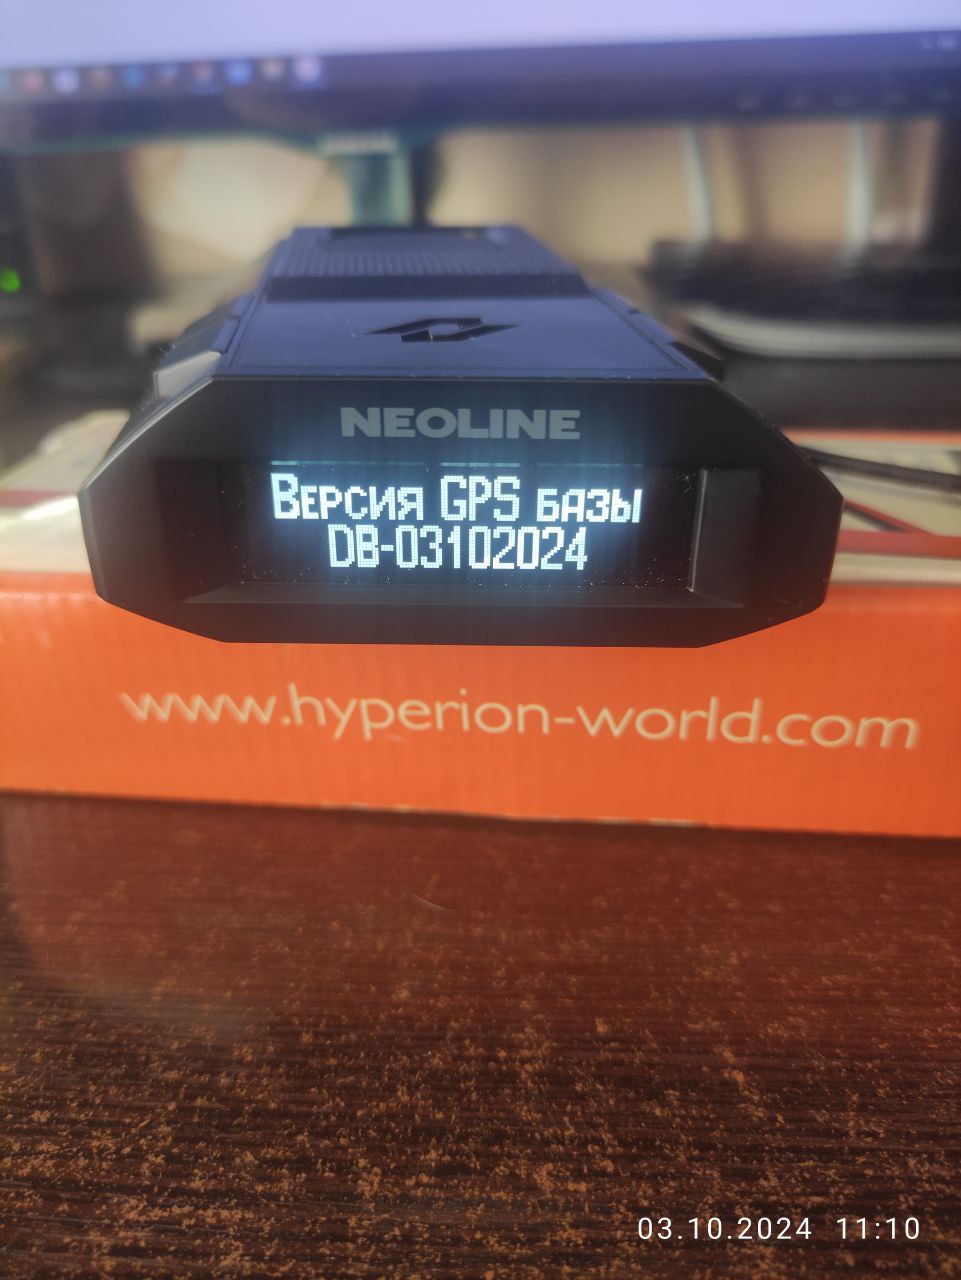 NEOLINE
Версия GPS базы
DB-03102024
www.hyperion-world.com
03.10.2024 11:10